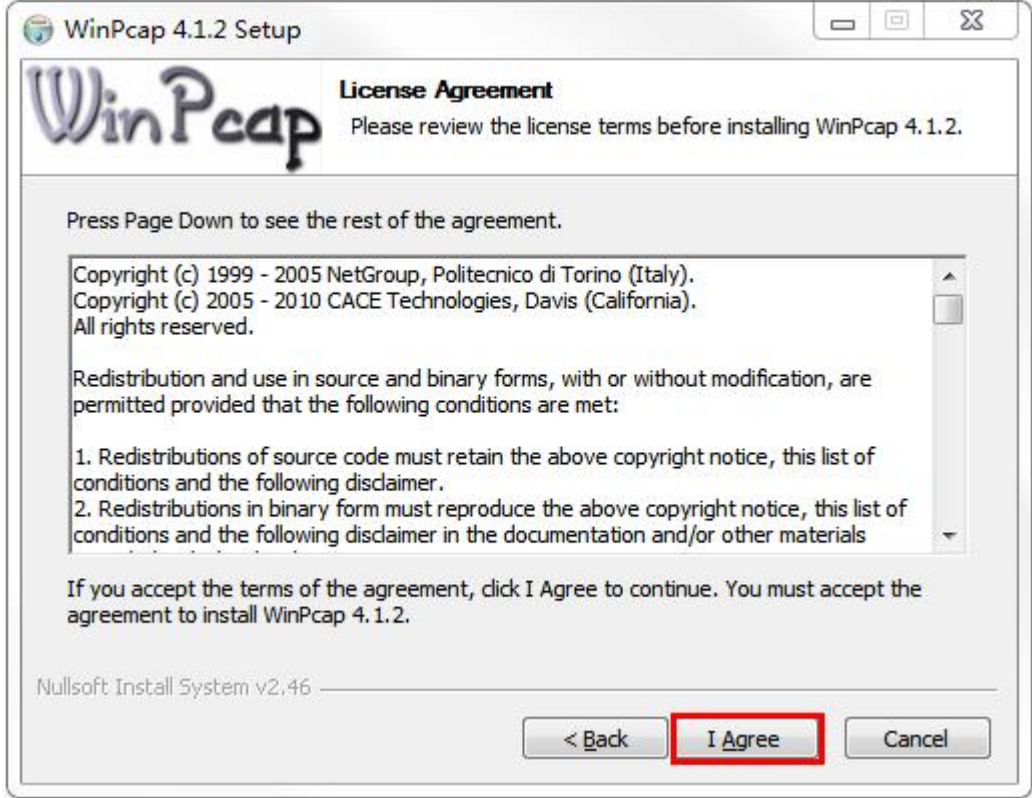 WinPcap 4.1.2 Setup
WinPcap
License Agreement
Please review the license terms before installing WinPcap 4.1.2.
Press Page Down to see the rest of the agreement.
Copyright (c) 1999 - 2005 NetGroup, Politecnico di Torino (Italy).
Copyright (c) 2005 - 2010 CACE Technologies, Davis (California).
All rights reserved.
Redistribution and use in source and binary forms, with or without modification, are
permitted provided that the following conditions are met:
1. Redistributions of source code must retain the above copyright notice, this list of
conditions and the following disclaimer.
2. Redistributions in binary form must reproduce the above copyright notice, this list of
conditions and the following disclaimer in the documentation and/or other materials
If you accept the terms of the agreement, click I Agree to continue. You must accept the
agreement to install WinPcap 4.1.2.
Nullsoft Install System v2.46
< Back
I Agree
Cancel